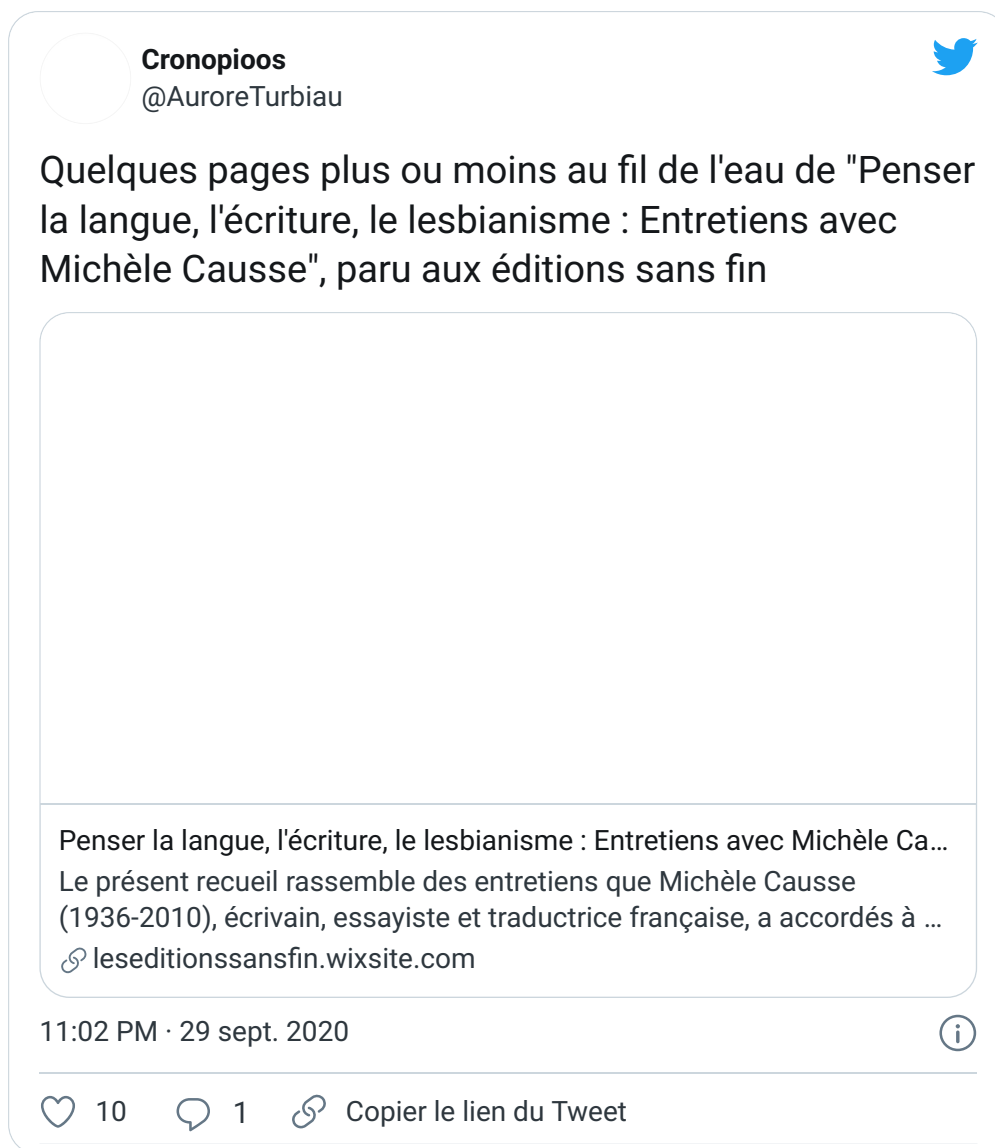 Cronopioos
@AuroreTurbiau
Quelques pages plus ou moins au fil de l'eau de "Penser
la langue, l'écriture, le lesbianisme : Entretiens avec
Michèle Causse", paru aux éditions sans fin
Penser la langue, l'écriture, le lesbianisme : Entretiens avec Michèle Ca...
Le présent recueil rassemble des entretiens que Michèle Causse
(1936-2010), écrivain, essayiste et traductrice française, a accordés à ...
leseditionssansfin.wixsite.com
11:02 PM · 29 sept. 2020
10 1 Copier le lien du Tweet